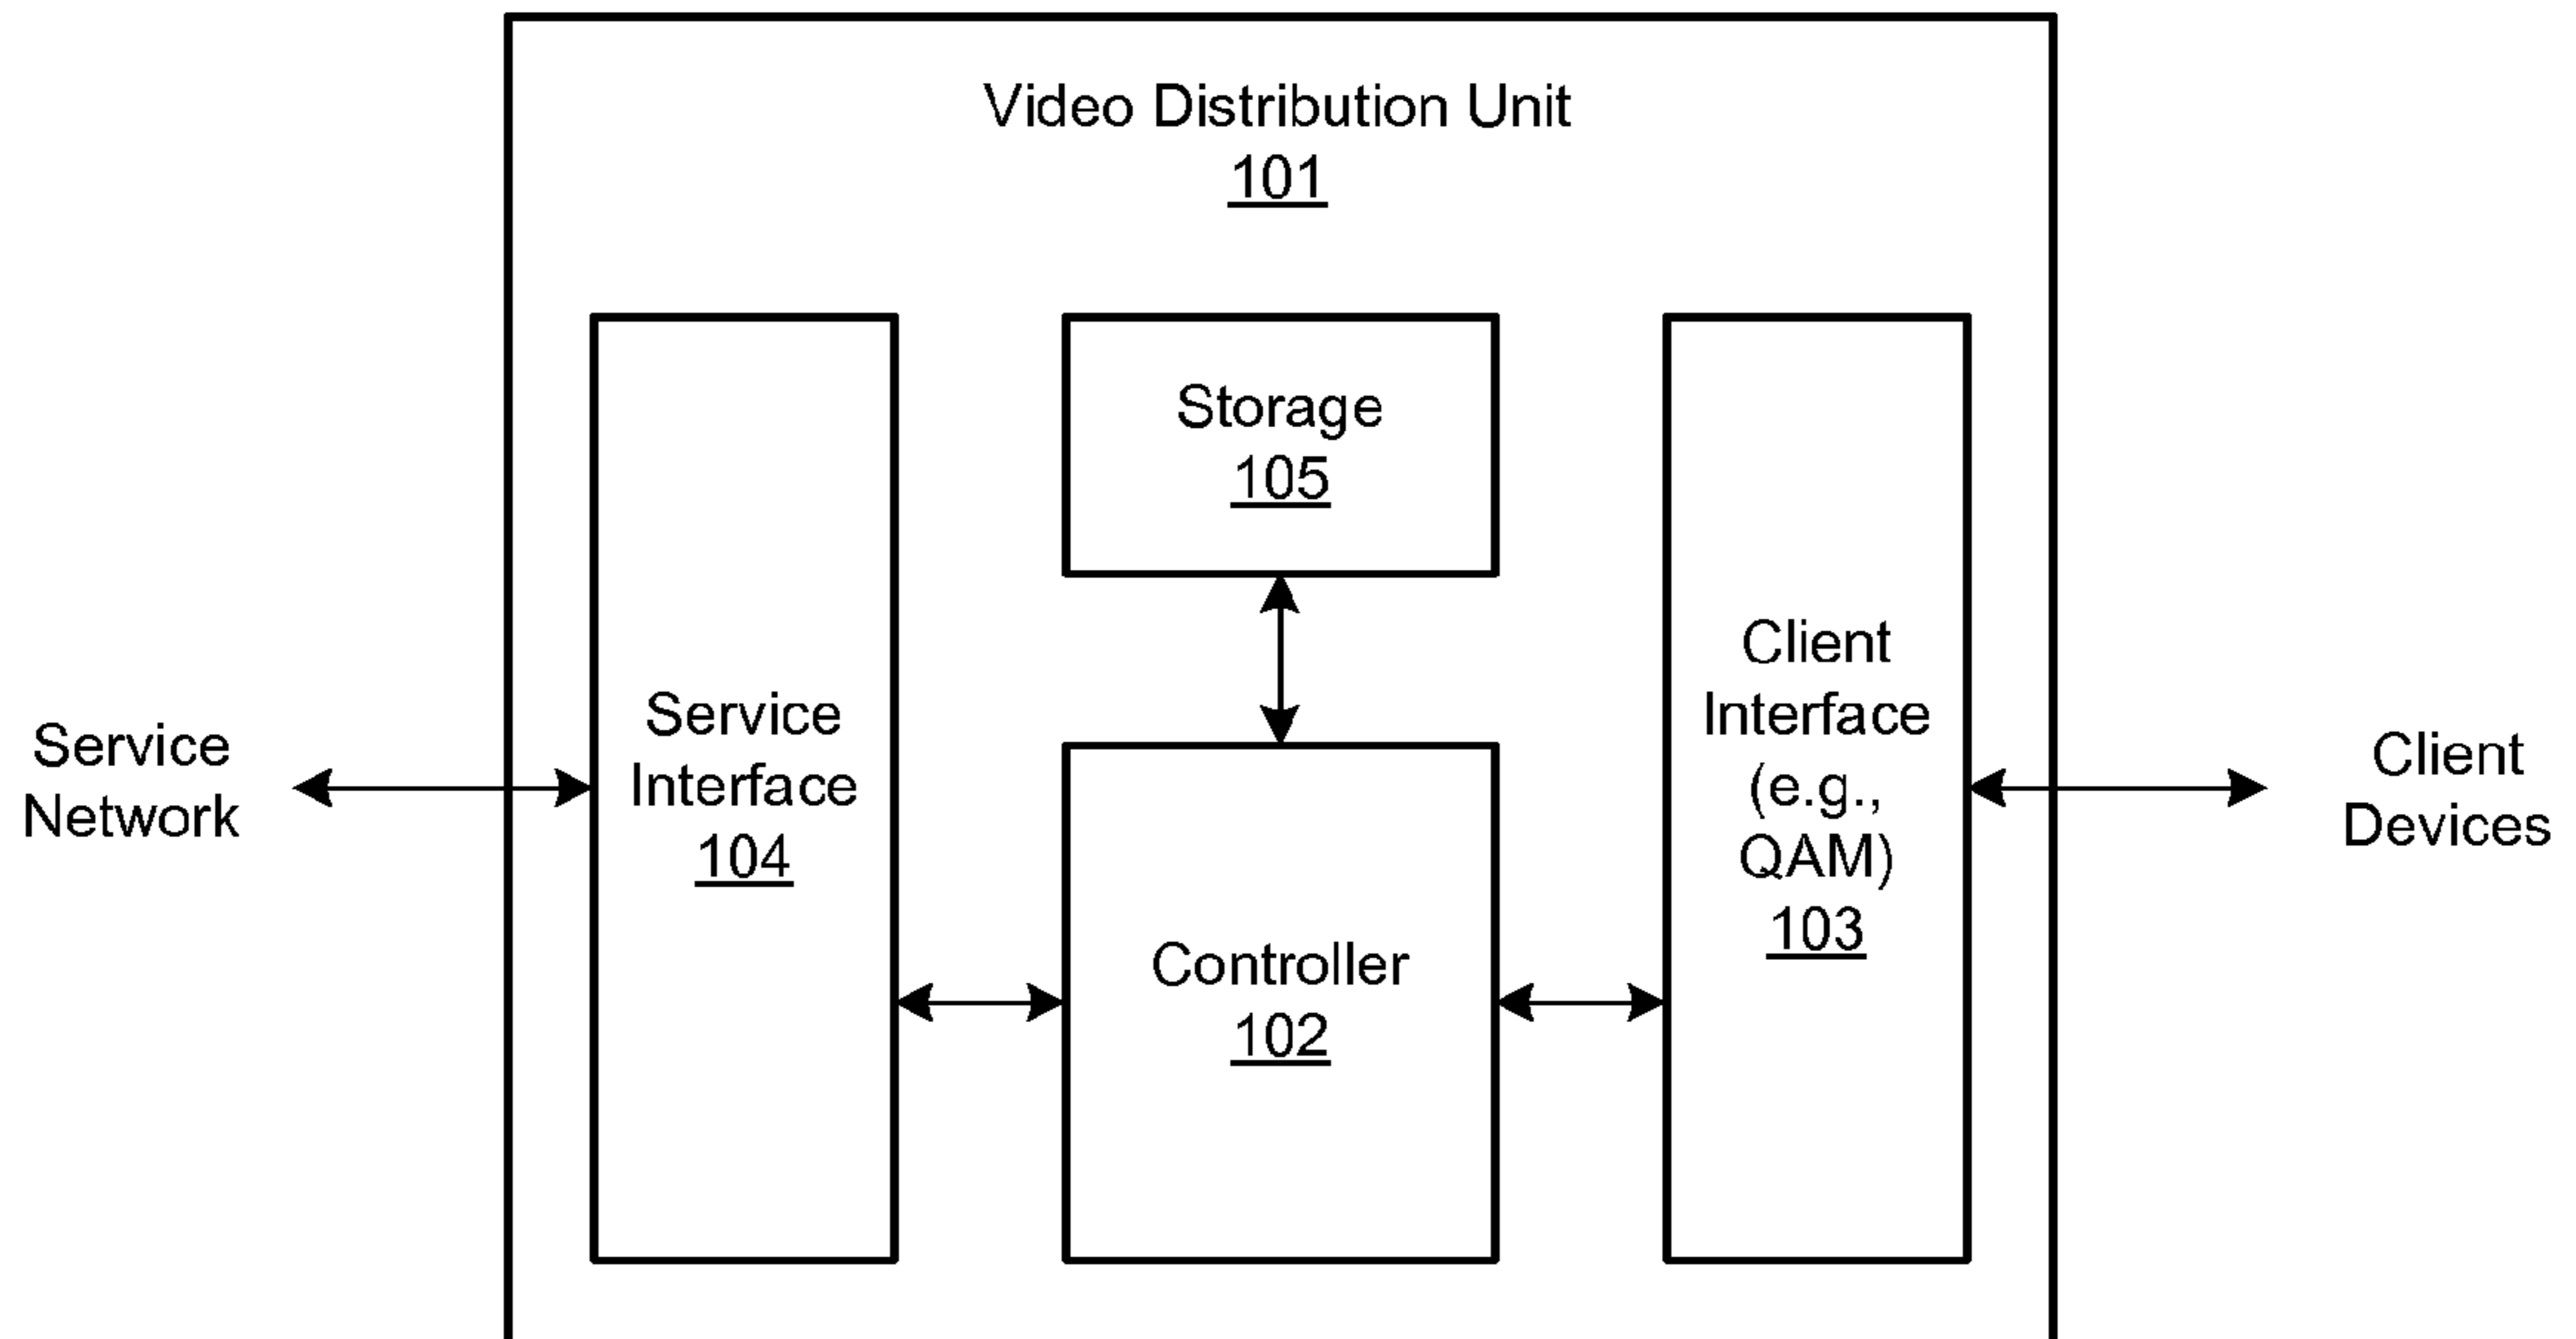 Video Distribution Unit
101
Service
Network
Service
Interface
104
Storage
105
Controller
102
Client
Interface
(e.g.,
QAM)
103
Client
Devices